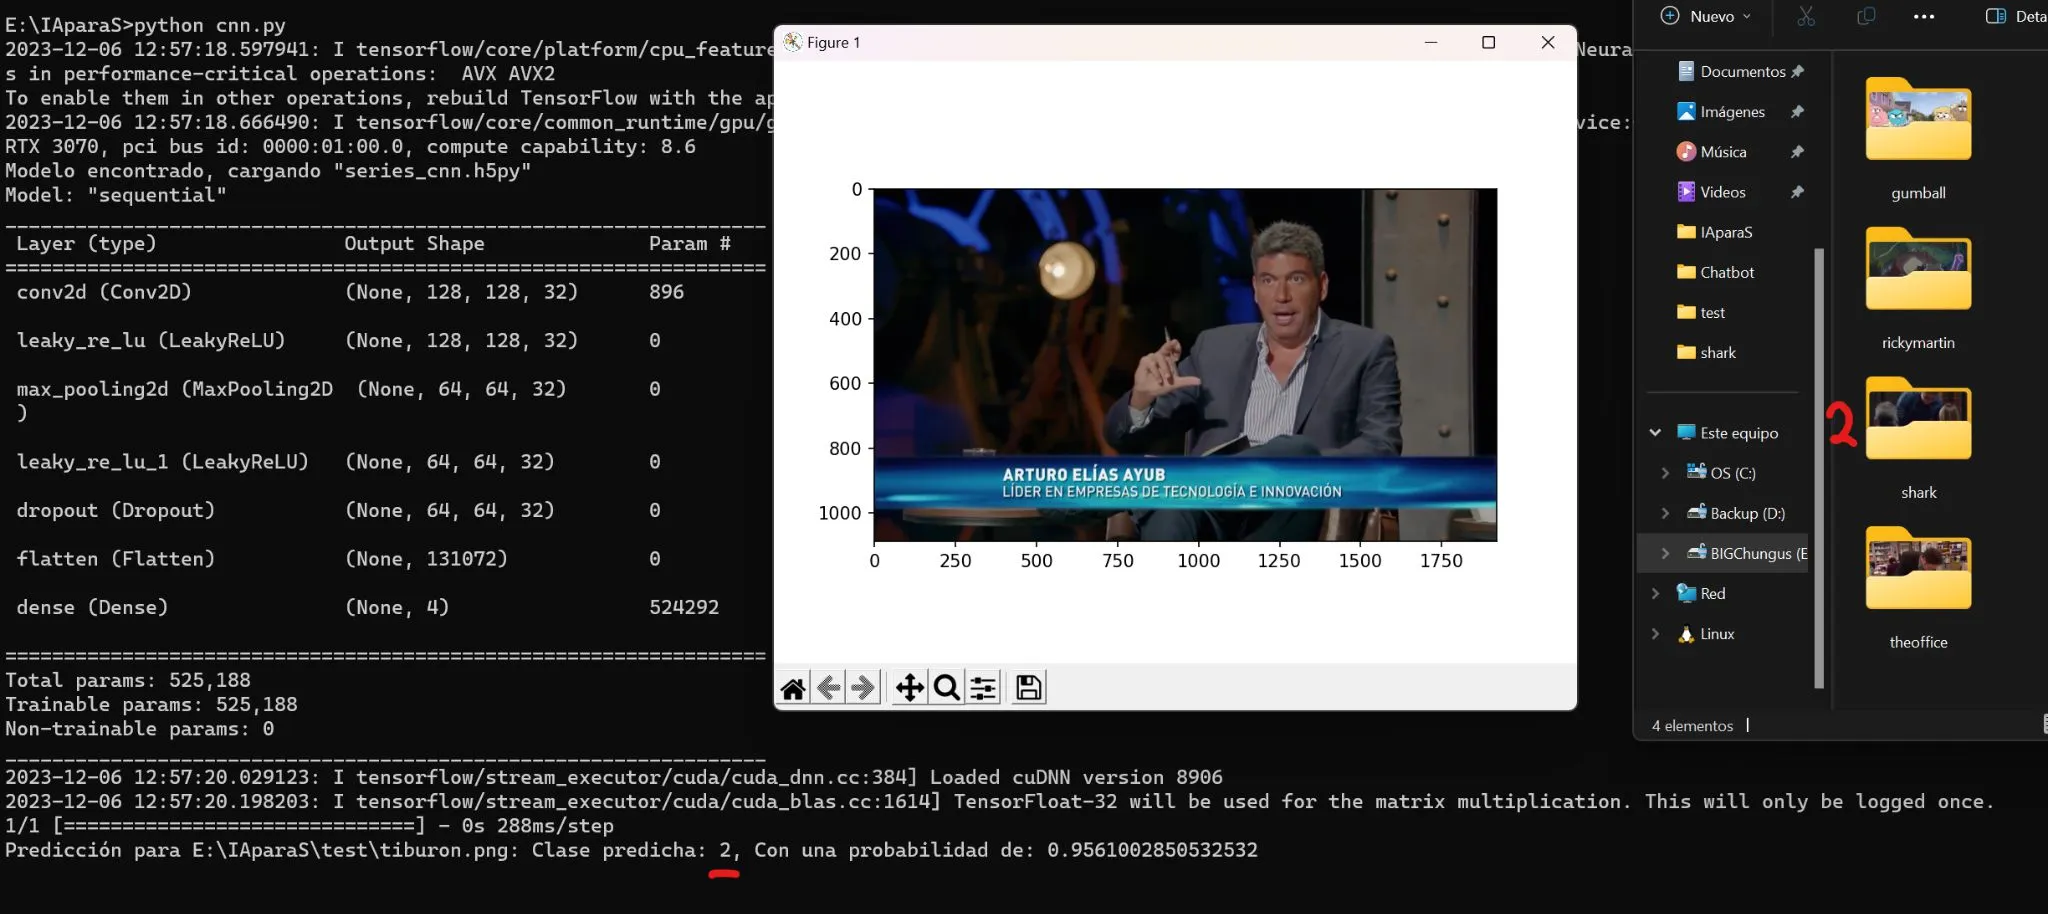 E:\IAparaS>python cnn.py
2023-12-06 12:57:18.597941: I tensorflow/core/platform/cpu_feature
s in performance-critical operations:  AVX AVX2
To enable them in other operations, rebuild TensorFlow with the ap
2023-12-06 12:57:18.666490: I tensorflow/core/common_runtime/gpu/g
RTX 3070, pci bus id: 0000:01:00.0, compute capability: 8.6
Modelo encontrado, cargando "series_cnn.h5py"
Model: "sequential"
Layer (type) Output Shape Param #
conv2d (Conv2D) (None, 128, 128, 32) 896
leaky_re_lu (LeakyReLU) (None, 128, 128, 32) 0
max_pooling2d (MaxPooling2D (None, 64, 64, 32) 0
)
leaky_re_lu_1 (LeakyReLU) (None, 64, 64, 32) 0
dropout (Dropout) (None, 64, 64, 32) 0
flatten (Flatten) (None, 131072) 0
dense (Dense) (None, 4) 524292
Total params: 525,188
Trainable params: 525,188
Non-trainable params: 0
2023-12-06 12:57:20.029123: I tensorflow/stream_executor/cuda/cuda_dnn.cc:384] Loaded cuDNN version 8906
2023-12-06 12:57:20.198203: I tensorflow/stream_executor/cuda/cuda_blas.cc:1614] TensorFloat-32 will be used for the matrix multiplication. This will only be logged once.
1/1 [==============================] - 0s 288ms/step
Predicción para E:\IAparaS\test\tiburon.png: Clase predicha: 2, Con una probabilidad de: 0.9561002850532532
Figure 1
0
200
400
600
800
1000
0 250 500 750 1000 1250 1500 1750
ARTURO ELÍAS AYUB
LÍDER EN EMPRESAS DE TECNOLOGÍA E INNOVACIÓN
Neura
vice:
Nuevo
Deta
Documentos
Imágenes
Música
Videos
IAparaS
Chatbot
test
shark
Este equipo
OS (C:)
Backup (D:)
BIGChungus (E
Red
Linux
gumball
rickymartin
2
shark
theoffice
4 elementos